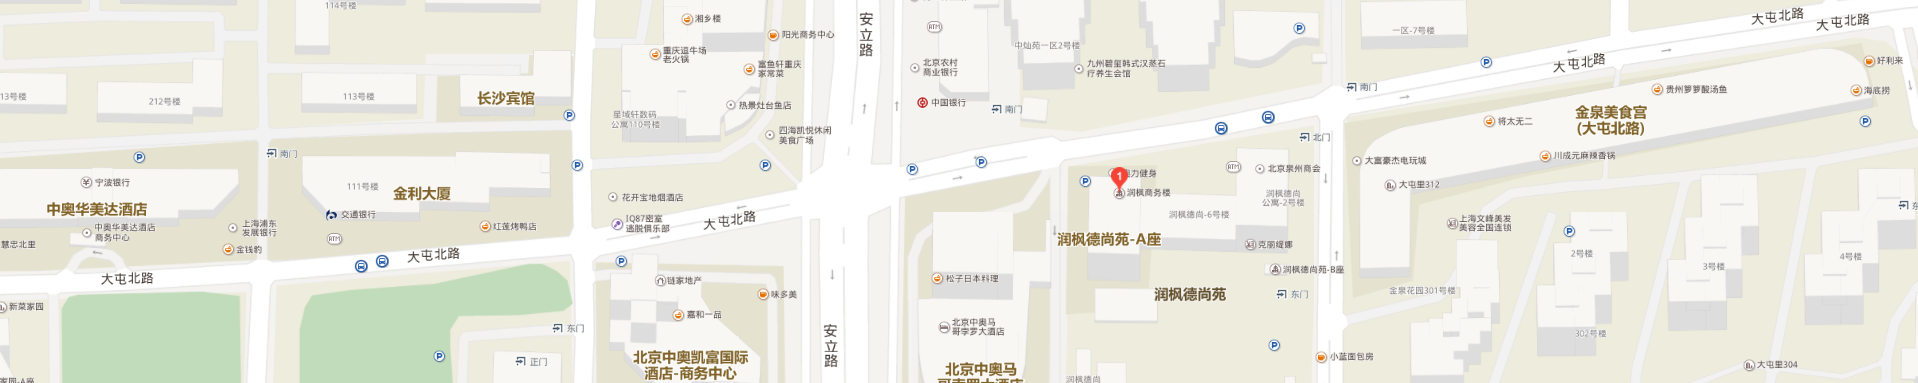 114号楼
湘乡楼
安立路
阳光商务中心
重庆逗牛场
老火锅
富鱼轩重庆
家常菜
中灿苑一区2号楼
北京农村
商业银行
九州碧玺韩式汉蒸石
疗养生会馆
一区-7号楼
大屯北路
大屯北路
大屯北路
好利来
13号楼
212号楼
113号楼
长沙宾馆
热景灶台鱼店
中国银行
南门
南门
贵州萝萝酸汤鱼
海底捞
星域轩数码
公寓110号楼
四海凯悦休闲
美食广场
北门
将太无二
金泉美食宫
(大屯北路)
南门
宁波银行
111号楼
金利大厦
大富豪杰电玩城
川成元麻辣香锅
北京泉州商会
力健身
1
润枫商务楼
大屯里312
中奥华美达酒店
中奥华美达酒店
商务中心
上海浦东
发展银行
交通银行
红莲烤鸭店
花开宝地烟酒店
IQ87密室
逃脱俱乐部
大屯北路
润枫德尚-6号楼
润枫德尚
公寓-2号楼
上海文峰美发
美容全国连锁
慧忠北里
金钱豹
大屯北路
大屯北路
润枫德尚苑-A座
克丽缇娜
2号楼
3号楼
4号楼
链家地产
味多美
松子日本料理
润枫德尚苑-B座
润枫德尚苑
东门
金泉花园301号楼
新菜家园
嘉和一品
东门
安立路
北京中奥马
哥孛罗大酒店
302号楼
正门
北京中奥凯富国际
酒店-商务中心
小蓝面包房
大屯里304
北京中奥马
润枫德尚